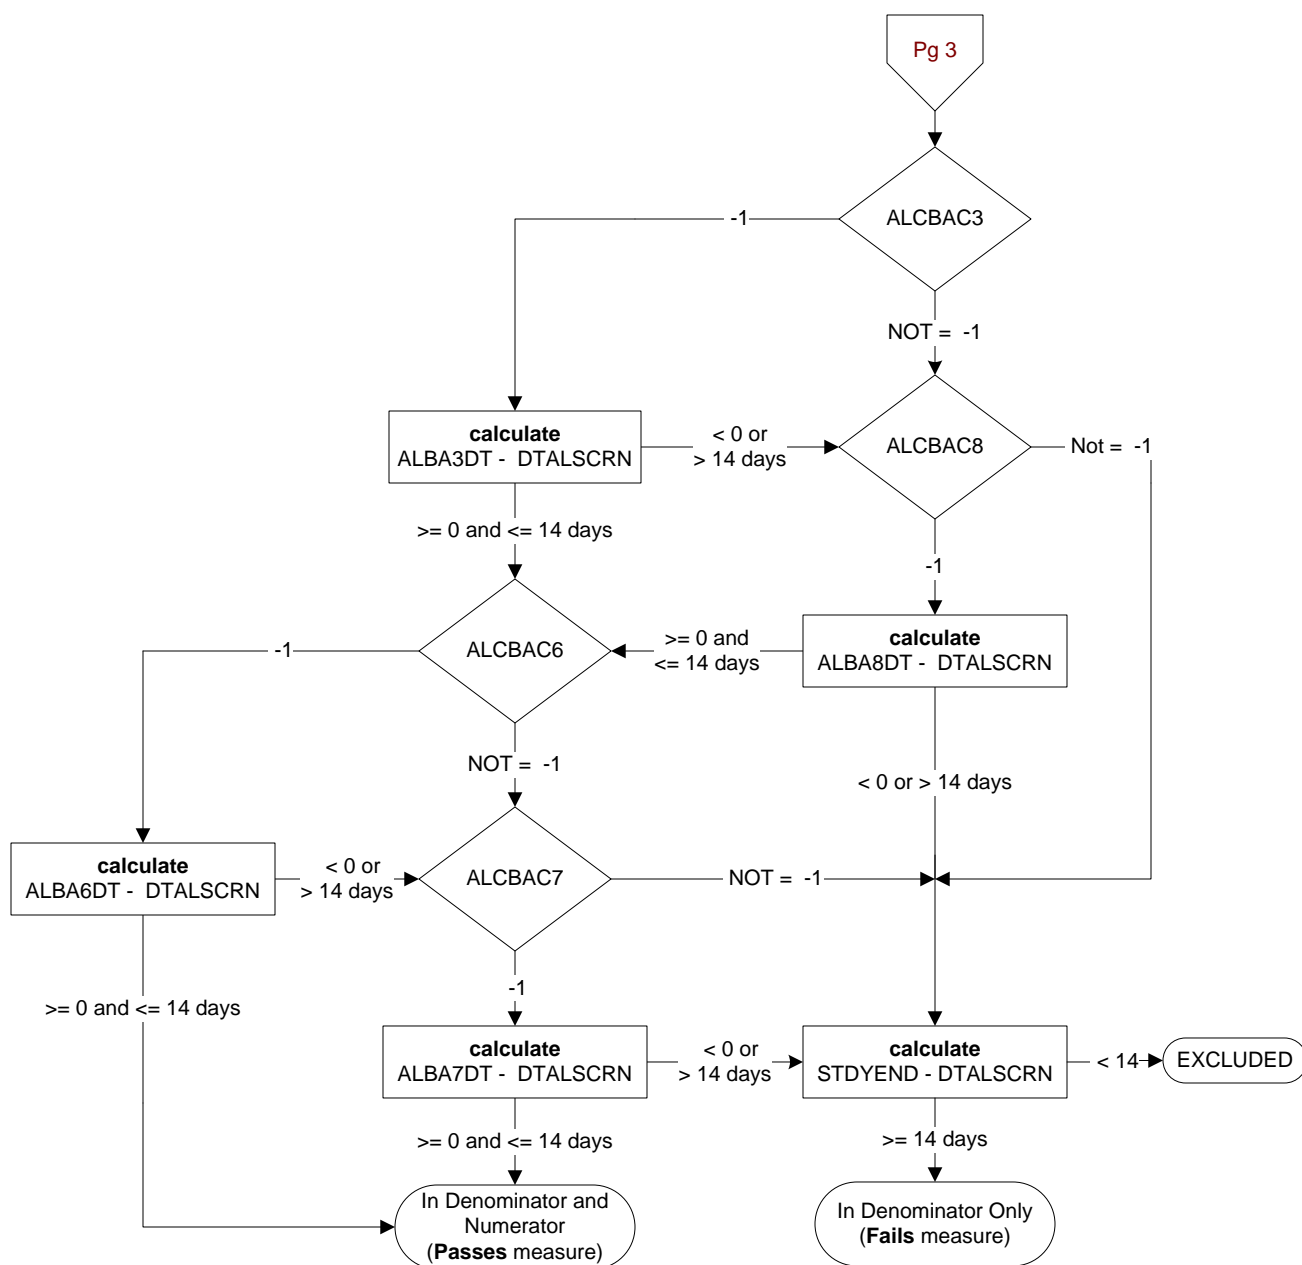 Pg 3
ALCBAC3
-1
NOT = -1
calculate
ALBA3DT - DTALSCRN
< 0 or
> 14 days
ALCBAC8
Not = -1
>= 0 and <= 14 days
-1
ALCBAC6
-1
>= 0 and
<= 14 days
calculate
ALBA8DT - DTALSCRN
NOT = -1
< 0 or > 14 days
calculate
ALBA6DT - DTALSCRN
< 0 or
> 14 days
ALCBAC7
NOT = -1
>= 0 and <= 14 days
-1
calculate
ALBA7DT - DTALSCRN
< 0 or
> 14 days
calculate
STDYEND - DTALSCRN
< 14
EXCLUDED
>= 0 and <= 14 days
>= 14 days
In Denominator and
Numerator
(Passes measure)
In Denominator Only
(Fails measure)